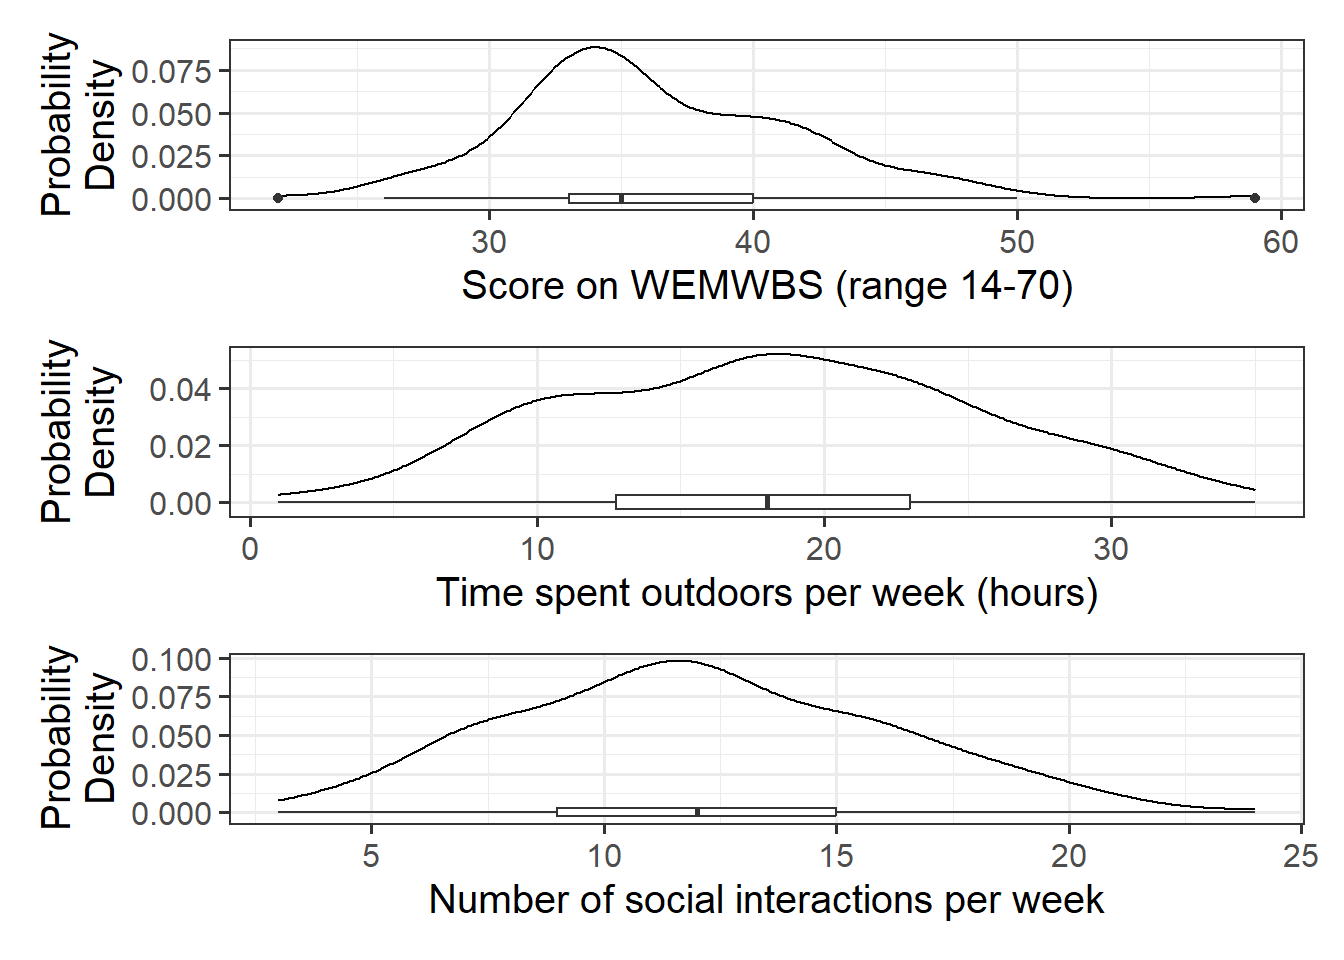 Probability
Density
0.075
0.050
0.025
0.000
30 40 50 60
Score on WEMWBS (range 14-70)
Probability
Density
0.04
0.02
0.00
0 10 20 30
Time spent outdoors per week (hours)
Probability
Density
0.100
0.075
0.050
0.025
0.000
5 10 15 20 25
Number of social interactions per week